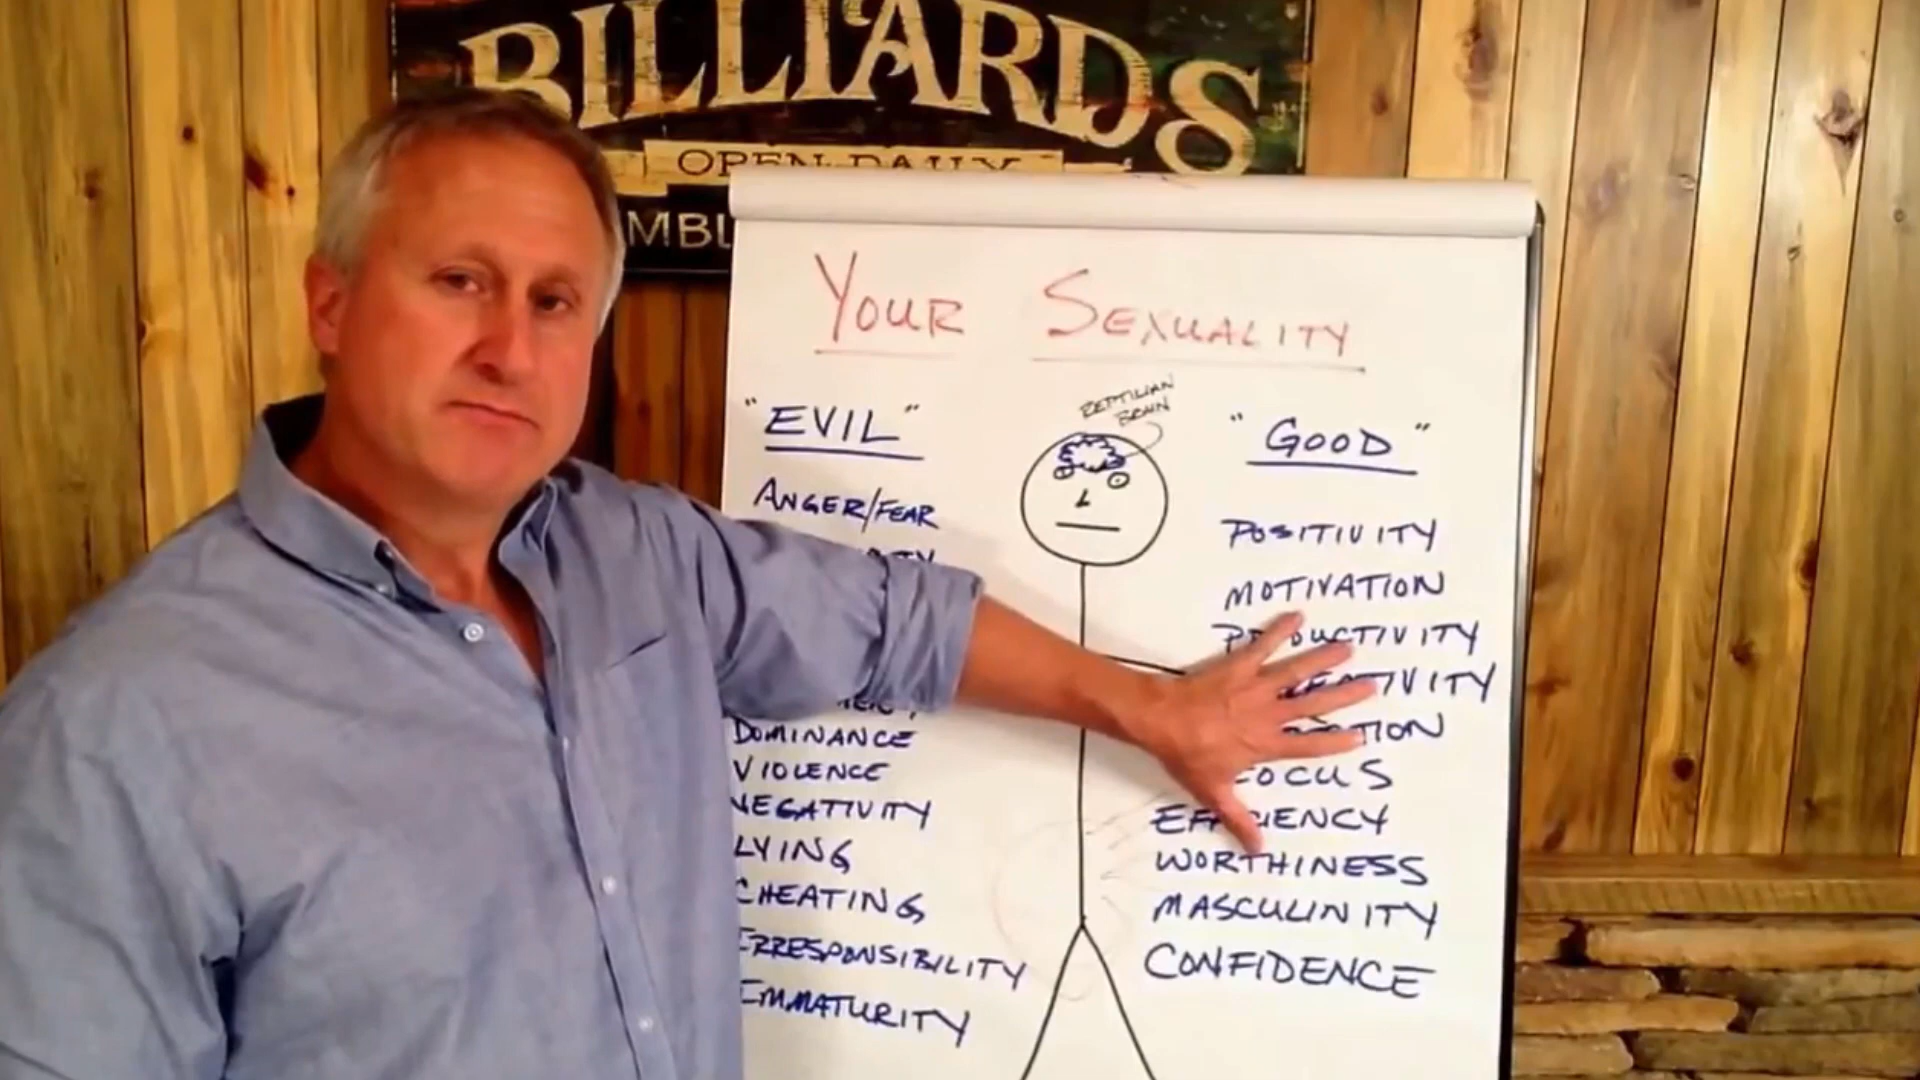 BILLIARDS
OPEN DAILY
YOUR SEXUALITY
REPTILIAN
BRAIN
"EVIL"
ANGER/FEAR
DOMINANCE
VIOLENCE
NEGATIVITY
LYING
CHEATING
IRRESPONSIBILITY
IMMATURITY
"GOOD"
POSITIVITY
MOTIVATION
PRODUCTIVITY
FOCUS
EFFICIENCY
WORTHINESS
MASCULINITY
CONFIDENCE